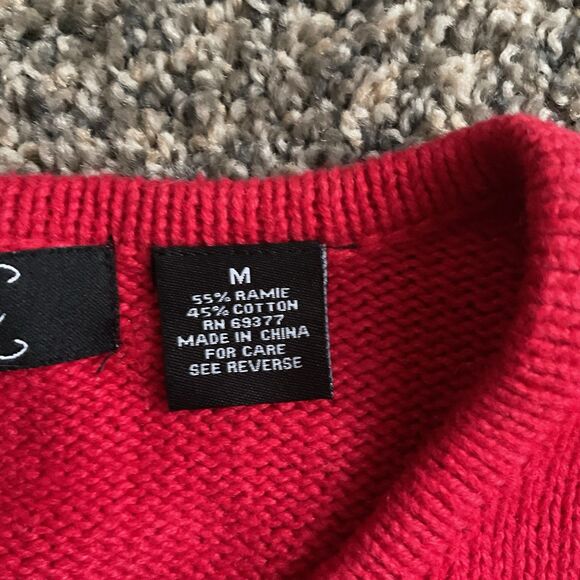 M
55% RAMIE
45% COTTON
RN 69377
MADE IN CHINA
FOR CARE
SEE REVERSE